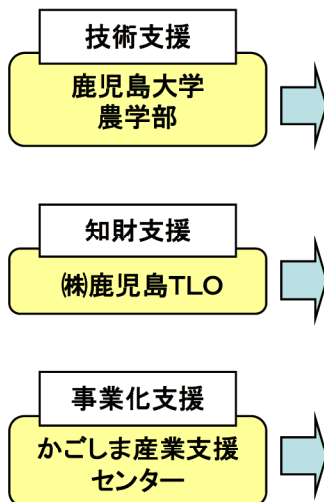 技術支援
鹿児島大学
農学部
知財支援
㈱鹿児島TLO
事業化支援
かごしま産業支援
センター